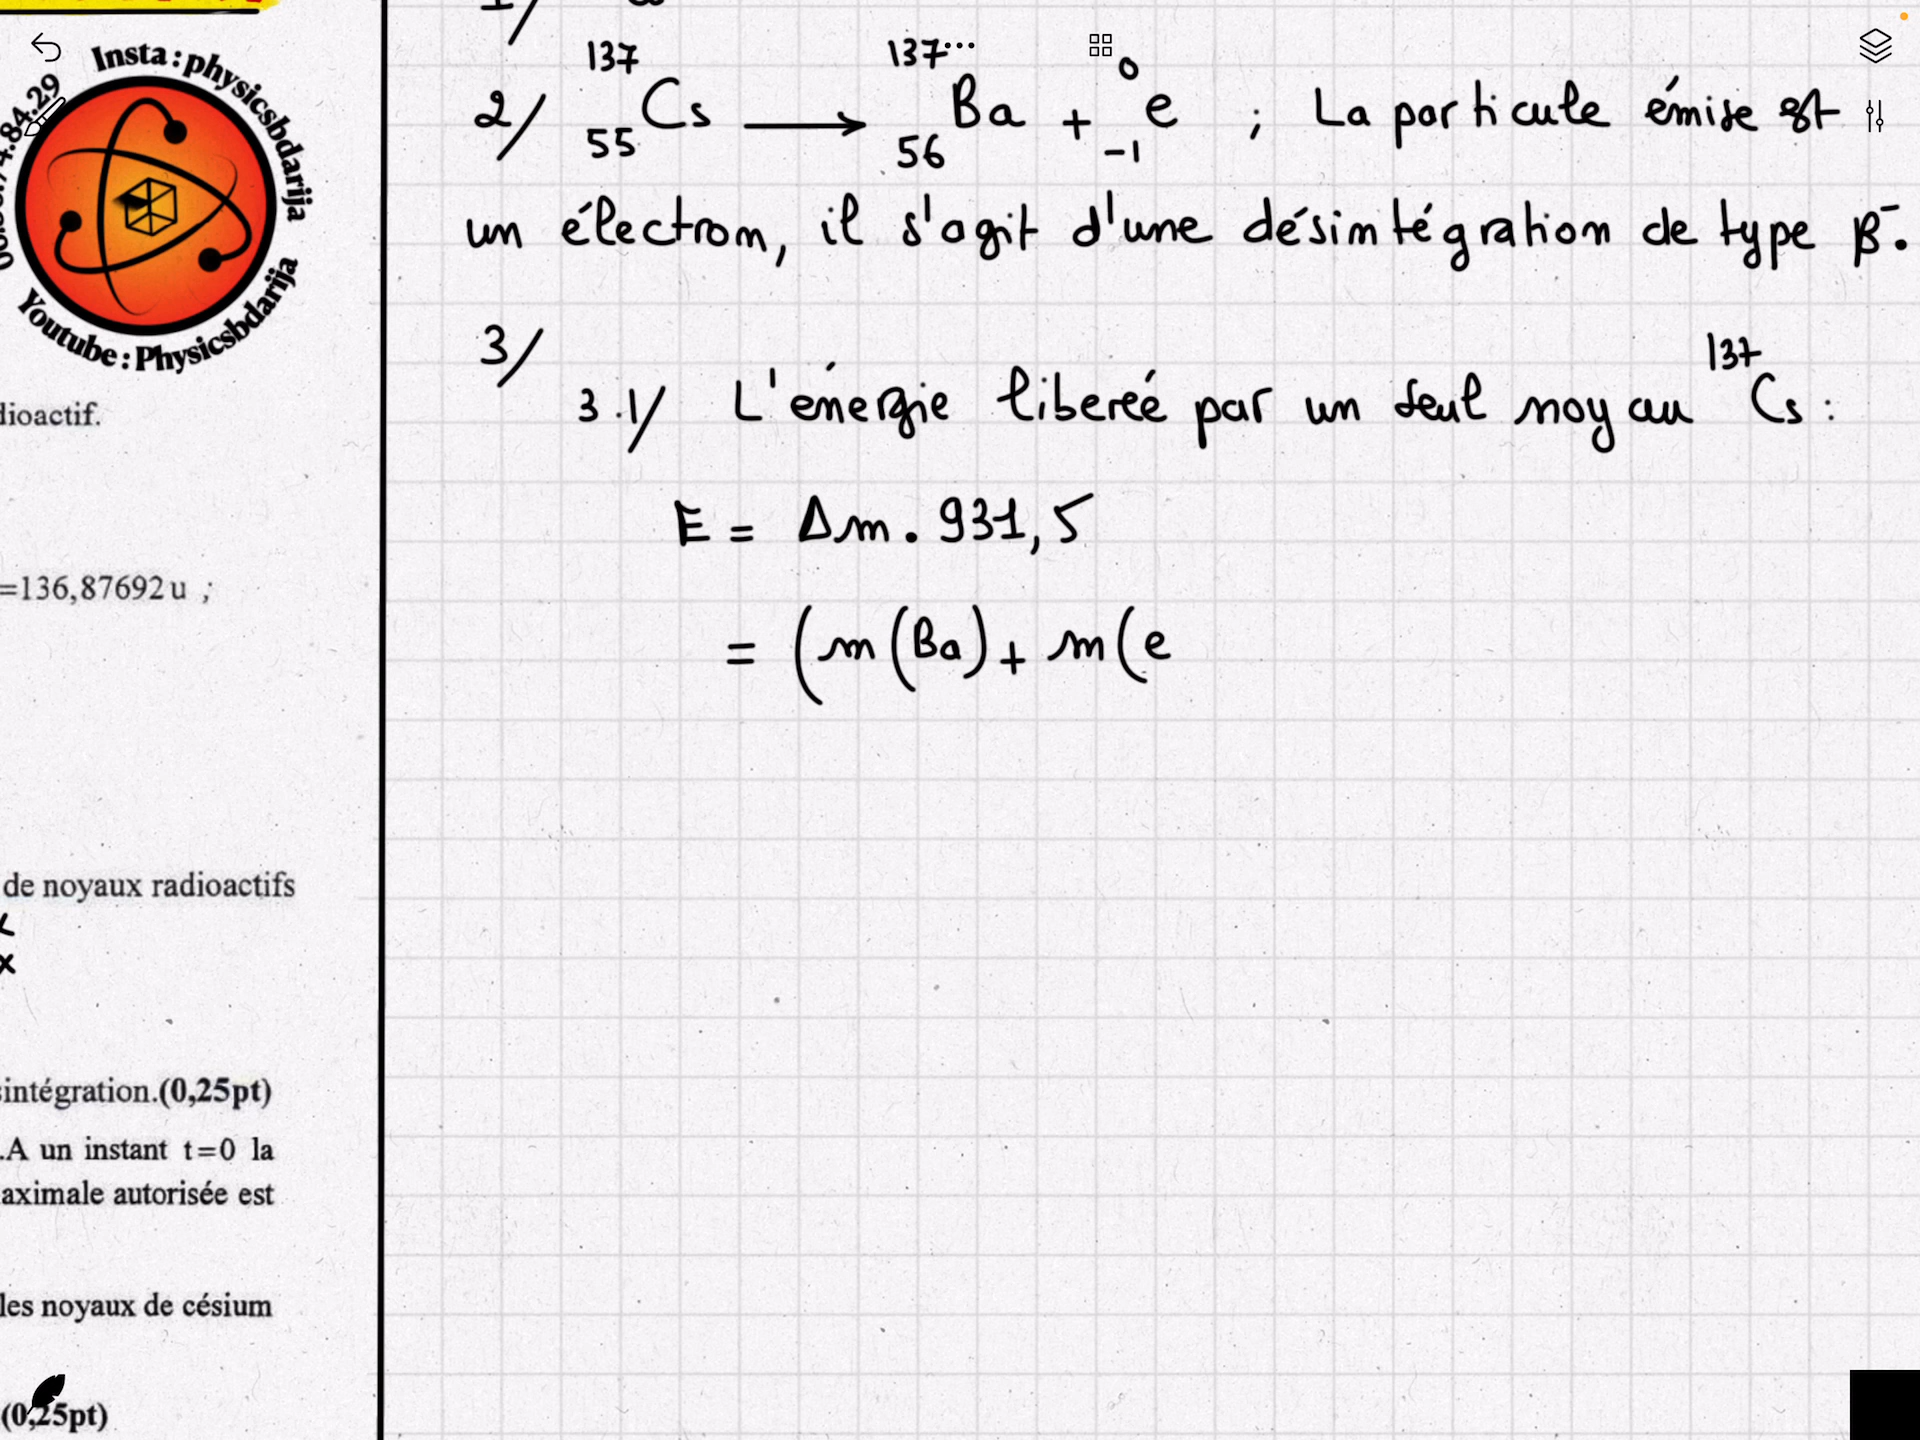 Insta : physicsbdarija
Youtube : Physicsbdarija
dioactif.
=136,87692 u ;
de noyaux radioactifs
sintégration.(0,25pt)
.A un instant t=0 la
aximale autorisée est
les noyaux de césium
(0,25pt)
1/
2/ ¹³⁷₅₅Cs ⟶ ¹³⁷₅₆Ba + ⁰₋₁e ; La particule émise est
un électron, il s'agit d'une désintégration de type β⁻.
3/
3.1/ L'énergie libereé par un seul noyau ¹³⁷Cs :
E = Δm . 931,5
= (m(Ba) + m(e